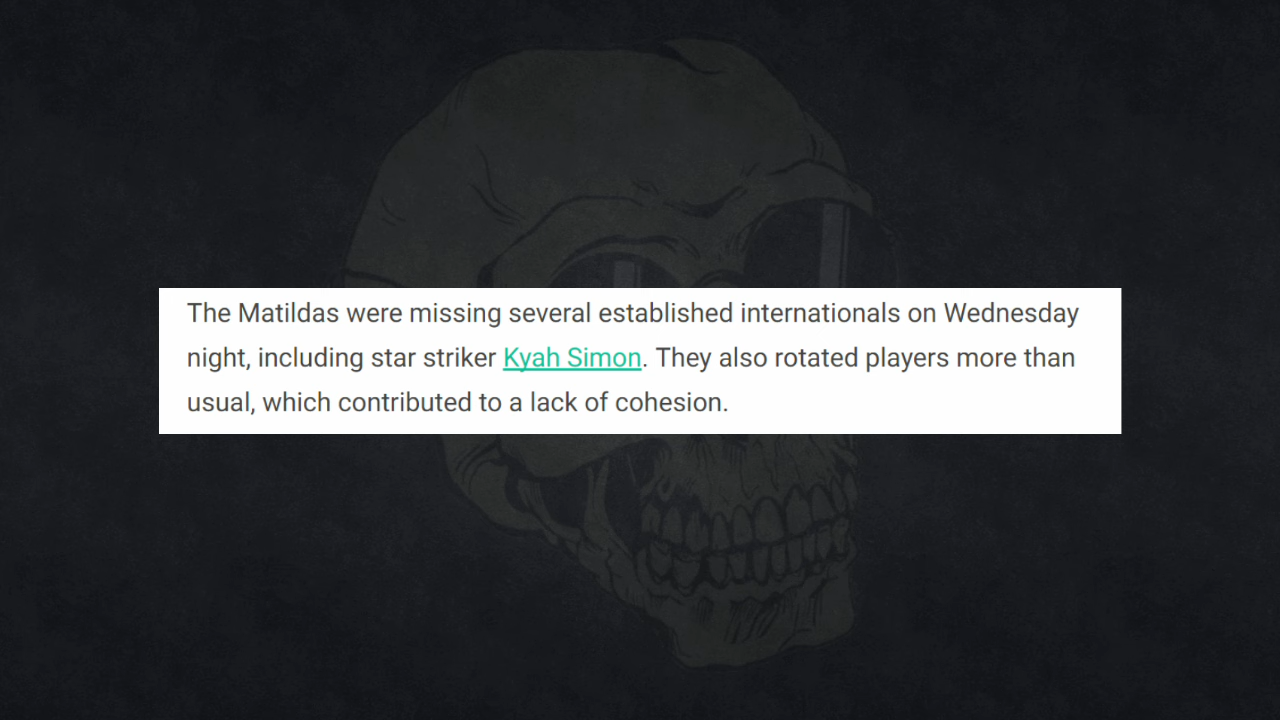 The Matildas were missing several established internationals on Wednesday
night, including star striker Kyah Simon. They also rotated players more than
usual, which contributed to a lack of cohesion.